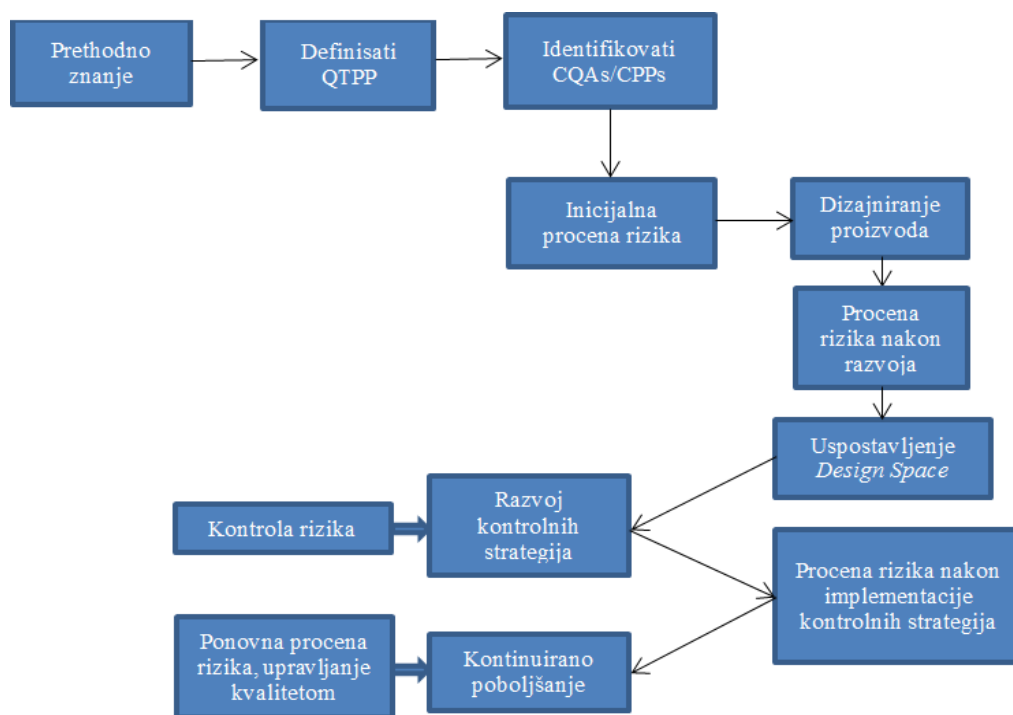 Prethodno
znanje
Definisati
QTPP
Identifikovati
CQAs/CPPs
Inicijalna
procena rizika
Dizajniranje
proizvoda
Procena
rizika nakon
razvoja
Uspostavljenje
Design Space
Kontrola rizika
Razvoj
kontrolnih
strategija
Procena rizika nakon
implementacije
kontrolnih strategija
Ponovna procena
rizika, upravljanje
kvalitetom
Kontinuirano
poboljšanje